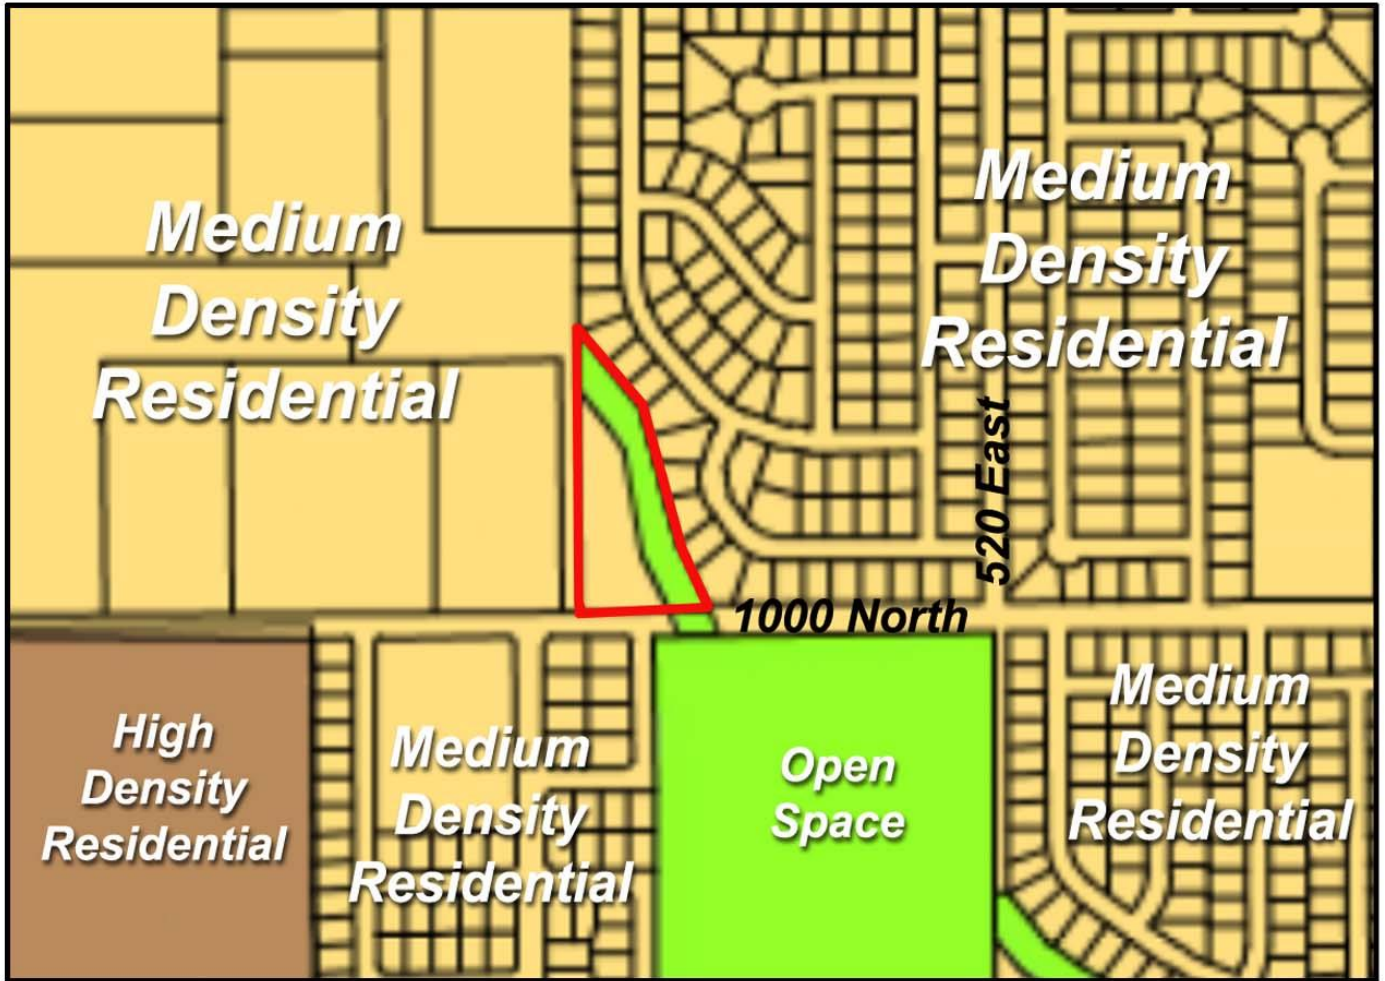 Medium
Density
Residential
Medium
Density
Residential
520 East
1000 North
High
Density
Residential
Medium
Density
Residential
Open
Space
Medium
Density
Residential